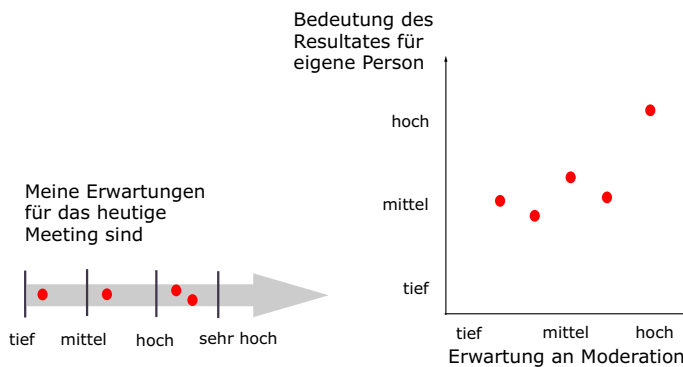 Meine Erwartungen
für das heutige
Meeting sind
tief mittel hoch sehr hoch
Bedeutung des
Resultates für
eigene Person
hoch
mittel
tief
tief mittel hoch
Erwartung an Moderation